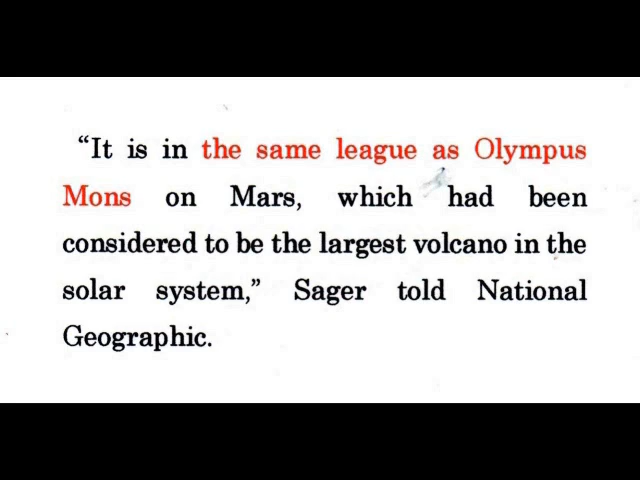 “It is in the same league as Olympus
Mons on Mars, which had been
considered to be the largest volcano in the
solar system,” Sager told National
Geographic.